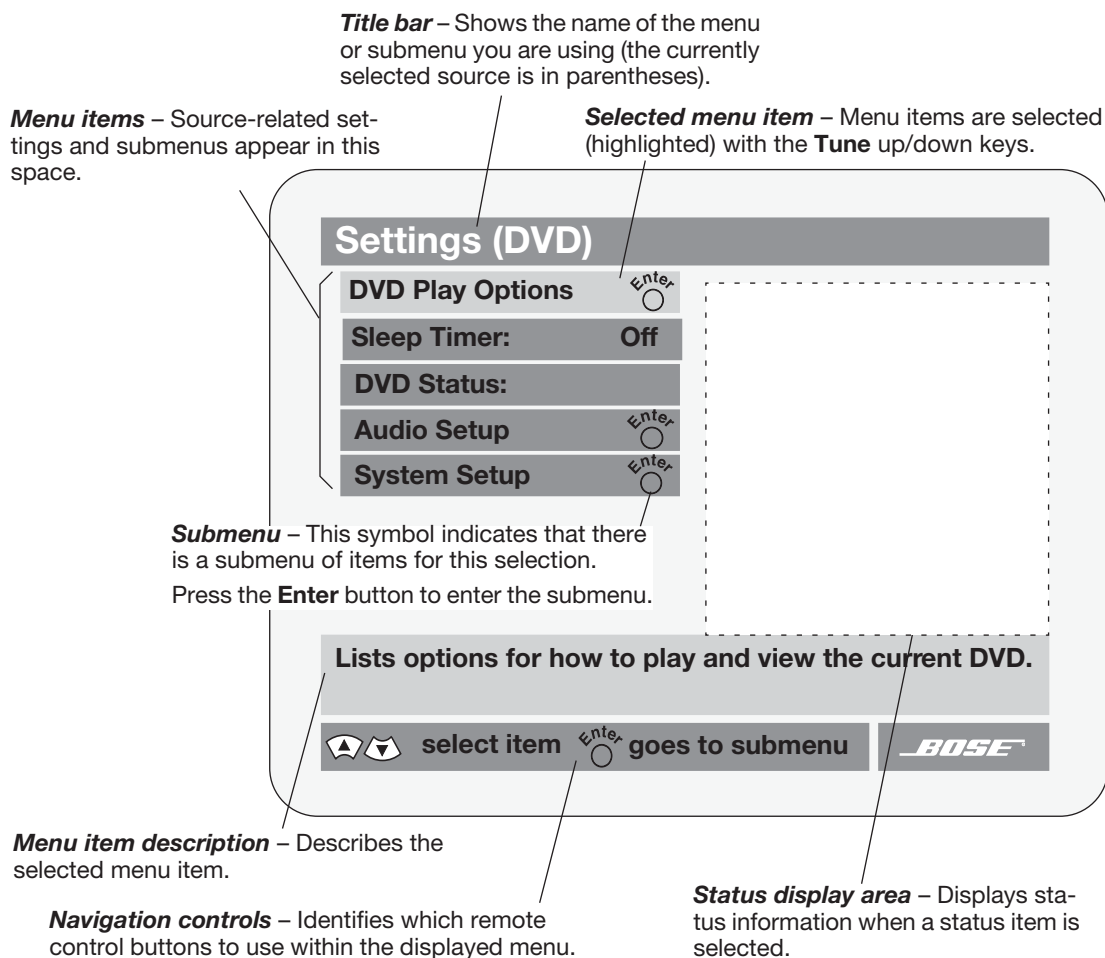 Title bar – Shows the name of the menu
or submenu you are using (the currently
selected source is in parentheses).
Menu items – Source-related set-
tings and submenus appear in this
space.
Selected menu item – Menu items are selected
(highlighted) with the Tune up/down keys.
Settings (DVD)
DVD Play Options Enter
Sleep Timer: Off
DVD Status:
Audio Setup Enter
System Setup Enter
Submenu – This symbol indicates that there
is a submenu of items for this selection.
Press the Enter button to enter the submenu.
Lists options for how to play and view the current DVD.
select item Enter goes to submenu BOSE
Menu item description – Describes the
selected menu item.
Navigation controls – Identifies which remote
control buttons to use within the displayed menu.
Status display area – Displays sta-
tus information when a status item is
selected.